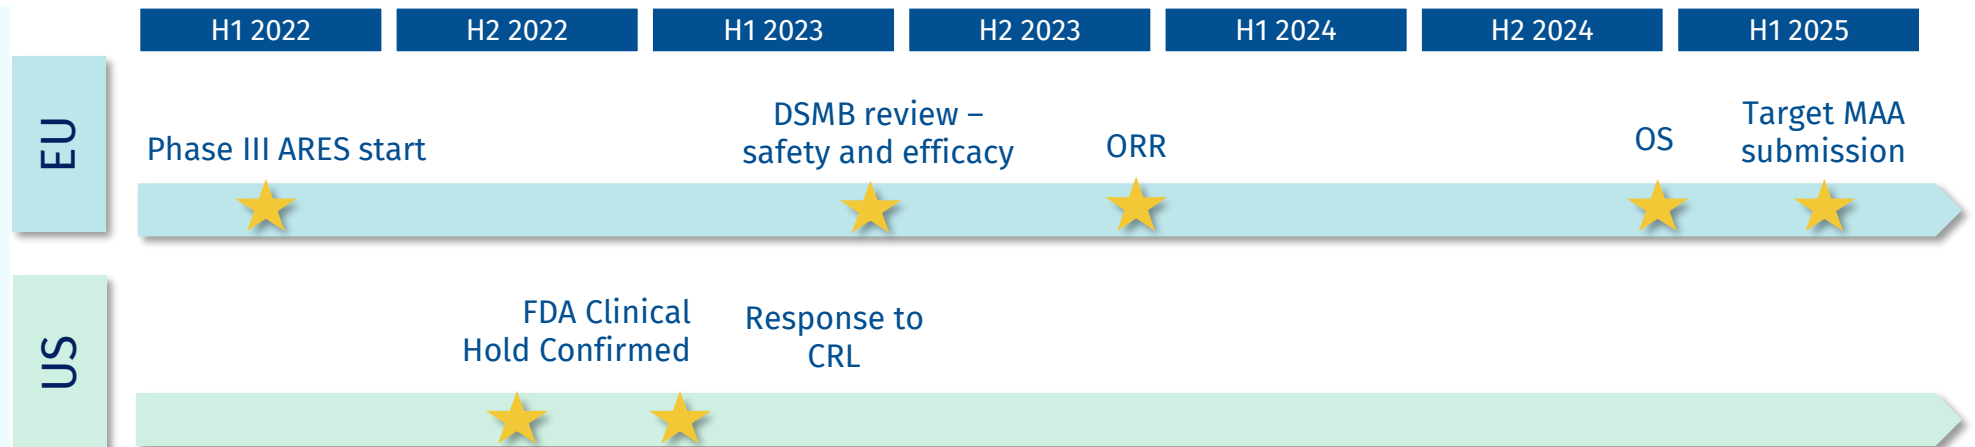 H1 2022
H2 2022
H1 2023
H2 2023
H1 2024
H2 2024
H1 2025
EU
Phase III ARES start
DSMB review –
safety and efficacy
ORR
OS
Target MAA
submission
US
FDA Clinical
Hold Confirmed
Response to
CRL